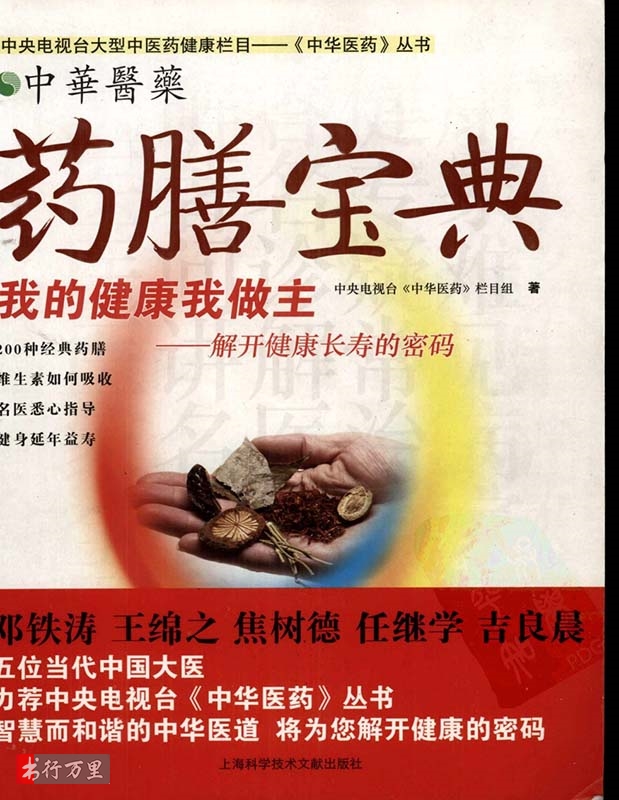 中央电视台大型中医药健康栏目——《中华医药》丛书
中華醫藥
药膳宝典
我的健康我做主
中央电视台《中华医药》栏目组 著
——解开健康长寿的密码
200种经典药膳
维生素如何吸收
名医悉心指导
健身延年益寿
邓铁涛 王绵之 焦树德 任继学 吉良晨
五位当代中国大医
力荐中央电视台《中华医药》丛书
智慧而和谐的中华医道 将为您解开健康的密码
书行万里
上海科学技术文献出版社